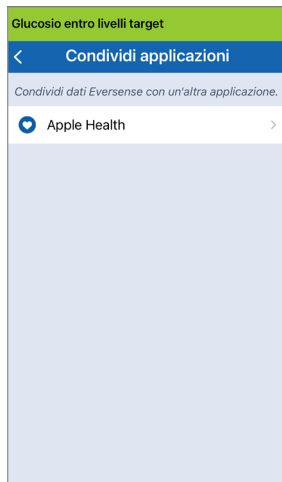 Glucosio entro livelli target
Condividi applicazioni
Condividi dati Eversense con un'altra applicazione.
Apple Health